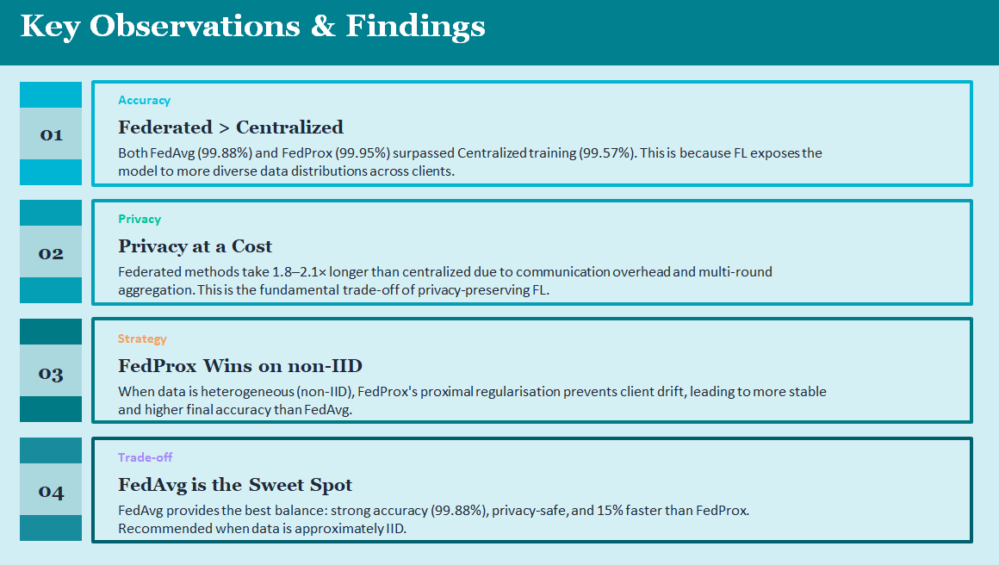 Key Observations & Findings
01
Accuracy
Federated > Centralized
Both FedAvg (99.88%) and FedProx (99.95%) surpassed Centralized training (99.57%). This is because FL exposes the
model to more diverse data distributions across clients.
02
Privacy
Privacy at a Cost
Federated methods take 1.8–2.1× longer than centralized due to communication overhead and multi-round
aggregation. This is the fundamental trade-off of privacy-preserving FL.
03
Strategy
FedProx Wins on non-IID
When data is heterogeneous (non-IID), FedProx's proximal regularisation prevents client drift, leading to more stable
and higher final accuracy than FedAvg.
04
Trade-off
FedAvg is the Sweet Spot
FedAvg provides the best balance: strong accuracy (99.88%), privacy-safe, and 15% faster than FedProx.
Recommended when data is approximately IID.